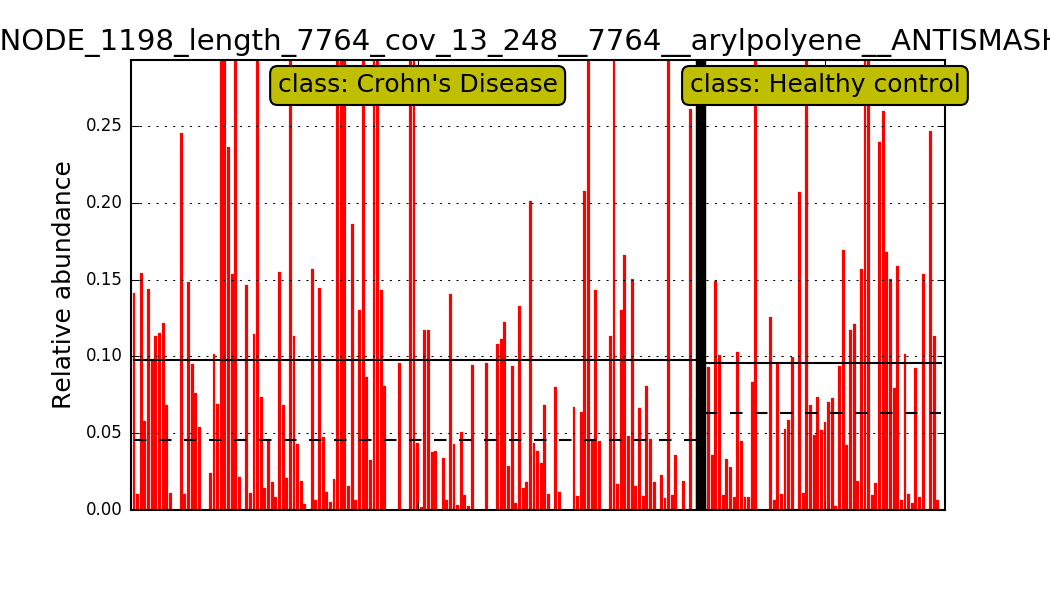 NODE_1198_length_7764_cov_13_248__7764__arylpolyene__ANTISMASH
class: Crohn's Disease
class: Healthy control
Relative abundance
0.25
0.20
0.15
0.10
0.05
0.00